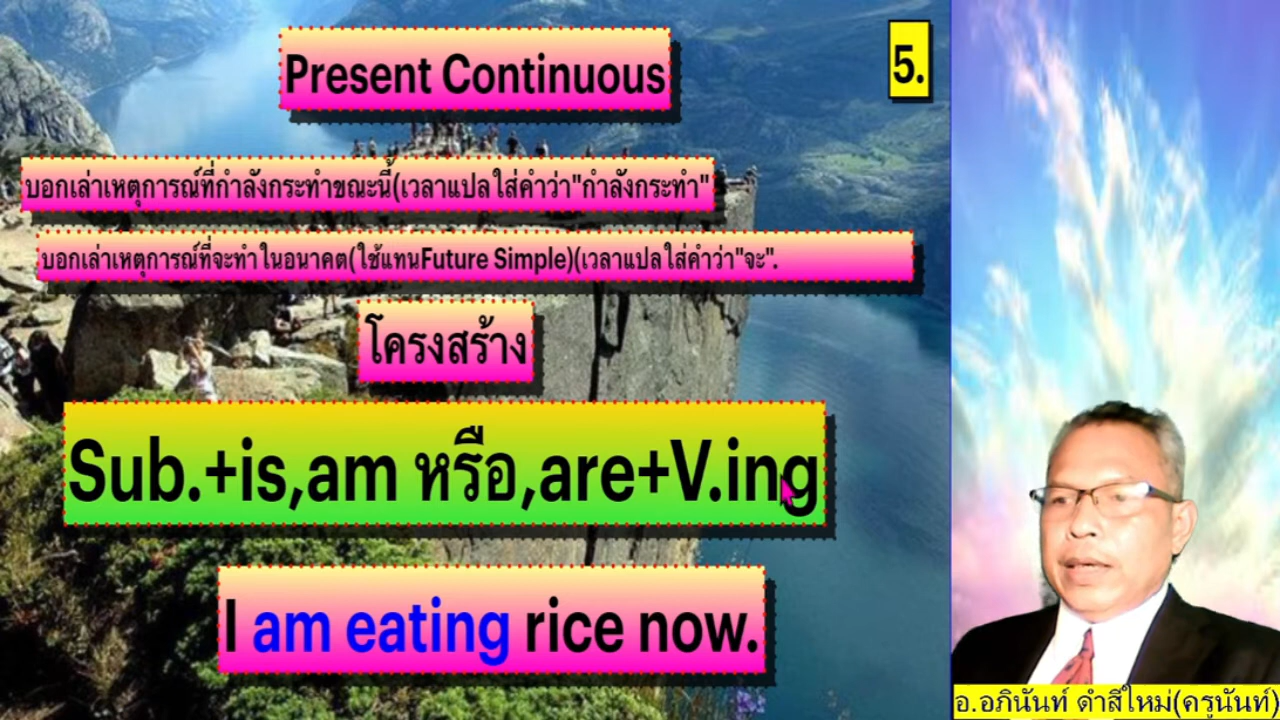 Present Continuous
5.
บอกเล่าเหตุการณ์ที่กำลังกระทำขณะนี้(เวลาแปลใส่คำว่า"กำลังกระทำ"
บอกเล่าเหตุการณ์ที่จะทำในอนาคต(ใช้แทนFuture Simple)(เวลาแปลใส่คำว่า"จะ".
โครงสร้าง
Sub.+is,am หรือ,are+V.ing
I am eating rice now.
อ.อภินันท์ ดำสีใหม่(ครูนันท์)